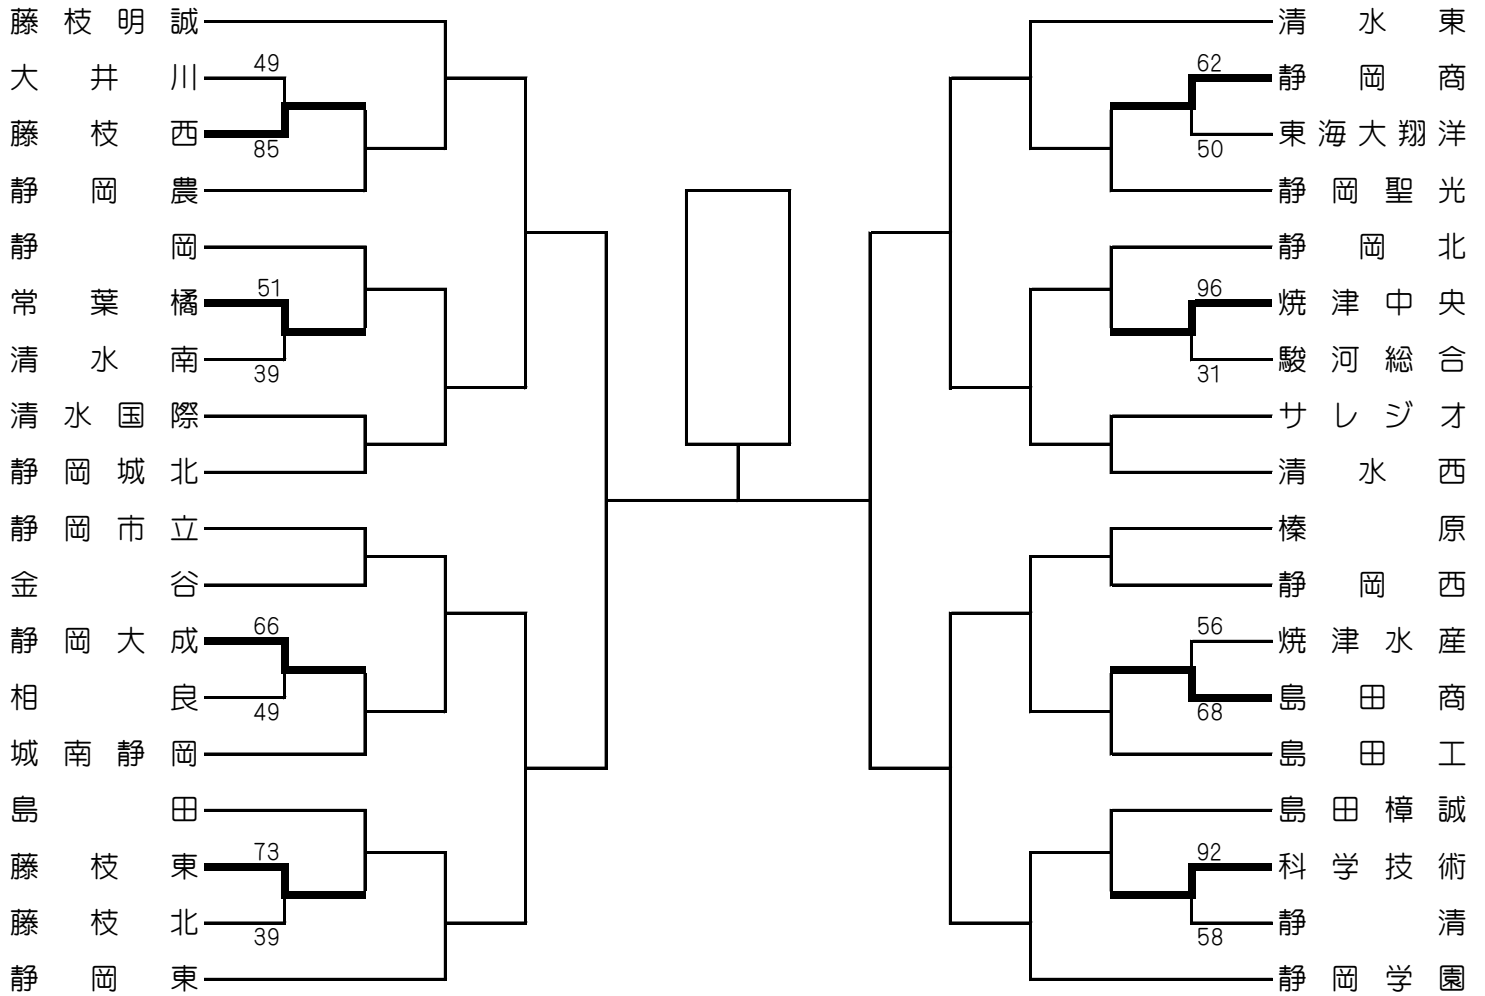 藤枝明誠
49
大井川
藤枝西
85
静岡農
静岡
51
常葉橘
清水南
39
清水国際
静岡城北
静岡市立
金谷
66
静岡大成
相良
49
城南静岡
島田
73
藤枝東
藤枝北
39
静岡東
清水東
62
静岡商
東海大翔洋
50
静岡聖光
静岡北
96
焼津中央
駿河総合
31
サレジオ
清水西
榛原
静岡西
56
焼津水産
島田商
68
島田工
島田樟誠
92
科学技術
静清
58
静岡学園